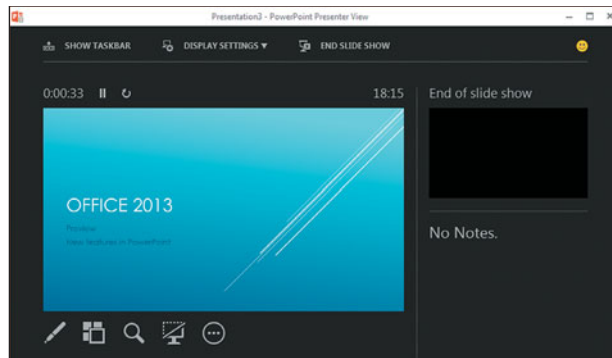 Presentation3 - PowerPoint Presenter View
SHOW TASKBAR DISPLAY SETTINGS ▼ END SLIDE SHOW
0:00:33 18:15
End of slide show
OFFICE 2013
Preview
New features in PowerPoint
No Notes.